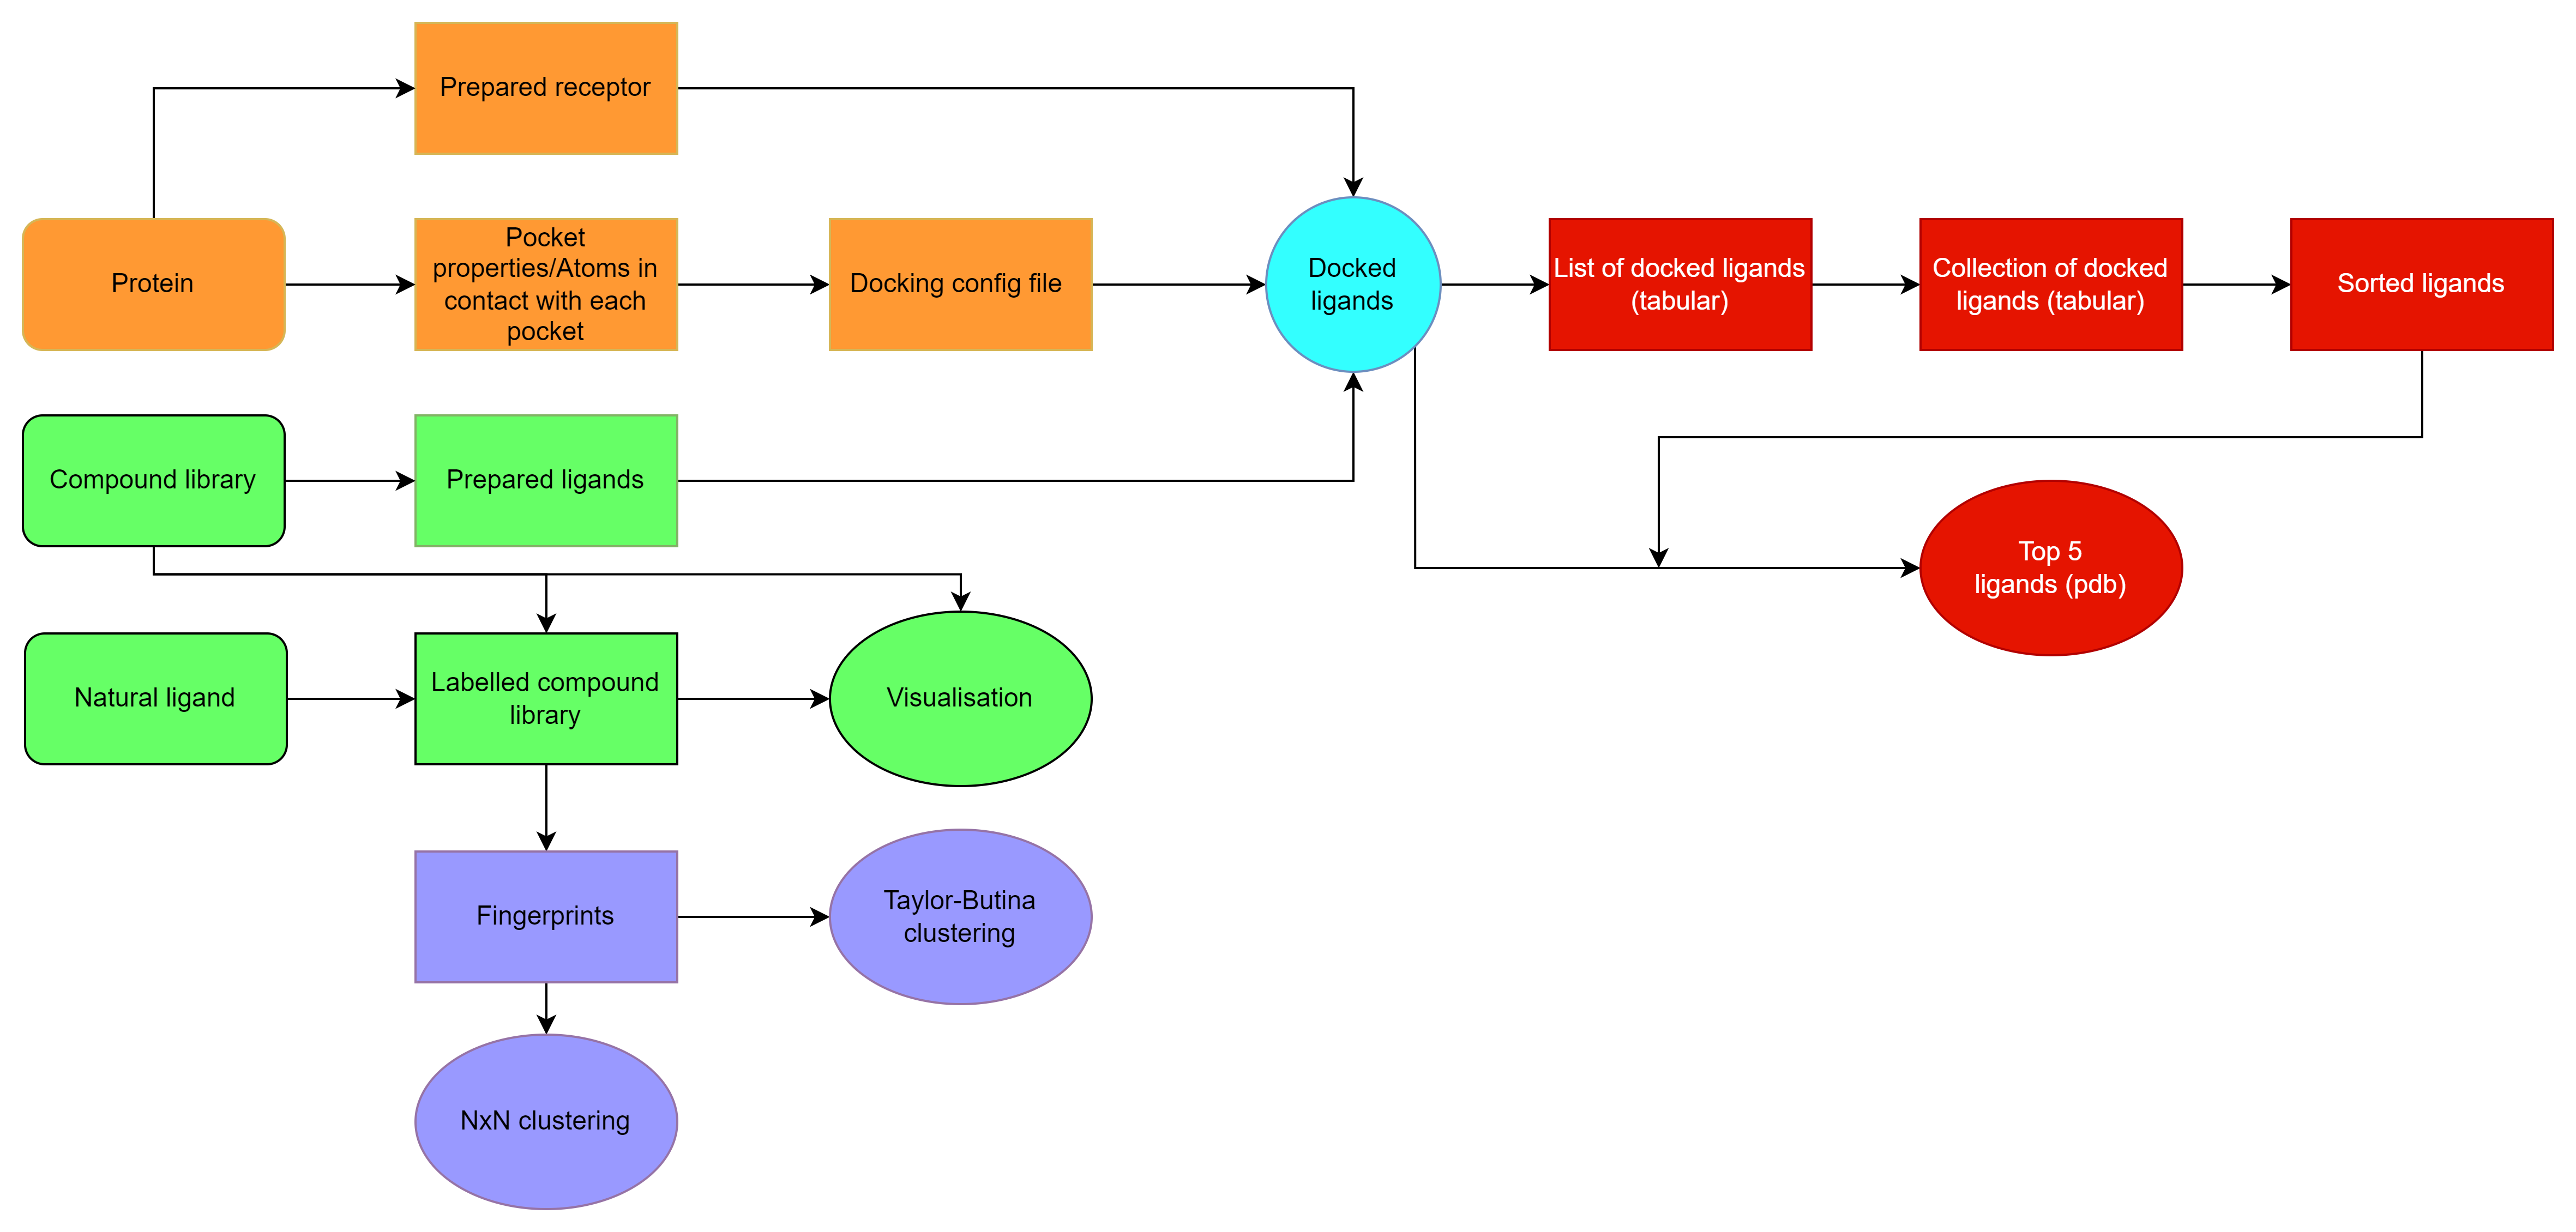 Prepared receptor
Protein
Pocket
properties/Atoms in
contact with each
pocket
Docking config file
Docked
ligands
List of docked ligands
(tabular)
Collection of docked
ligands (tabular)
Sorted ligands
Compound library
Prepared ligands
Top 5
ligands (pdb)
Natural ligand
Labelled compound
library
Visualisation
Fingerprints
Taylor-Butina
clustering
NxN clustering